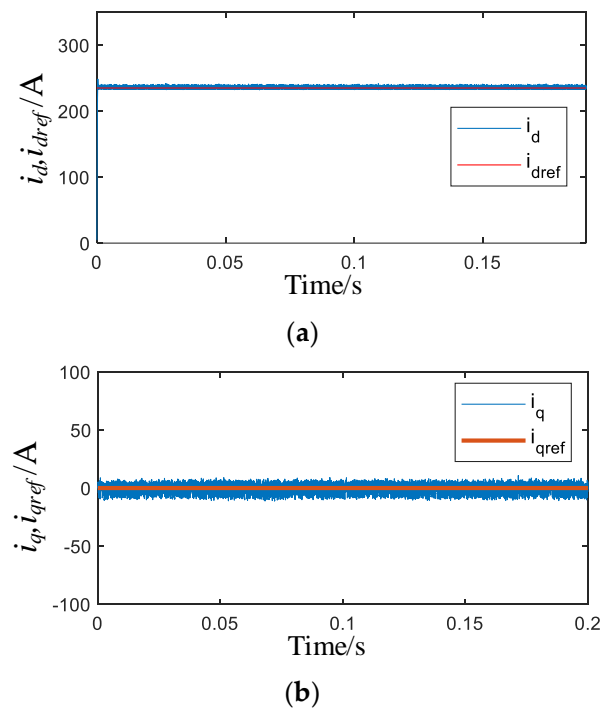 300
200
100
0
i_d,i_dref/A
i_d
i_dref
0 0.05 0.1 0.15
Time/s
(a)
100
50
0
-50
-100
i_q,i_qref/A
i_q
i_qref
0 0.05 0.1 0.15 0.2
Time/s
(b)